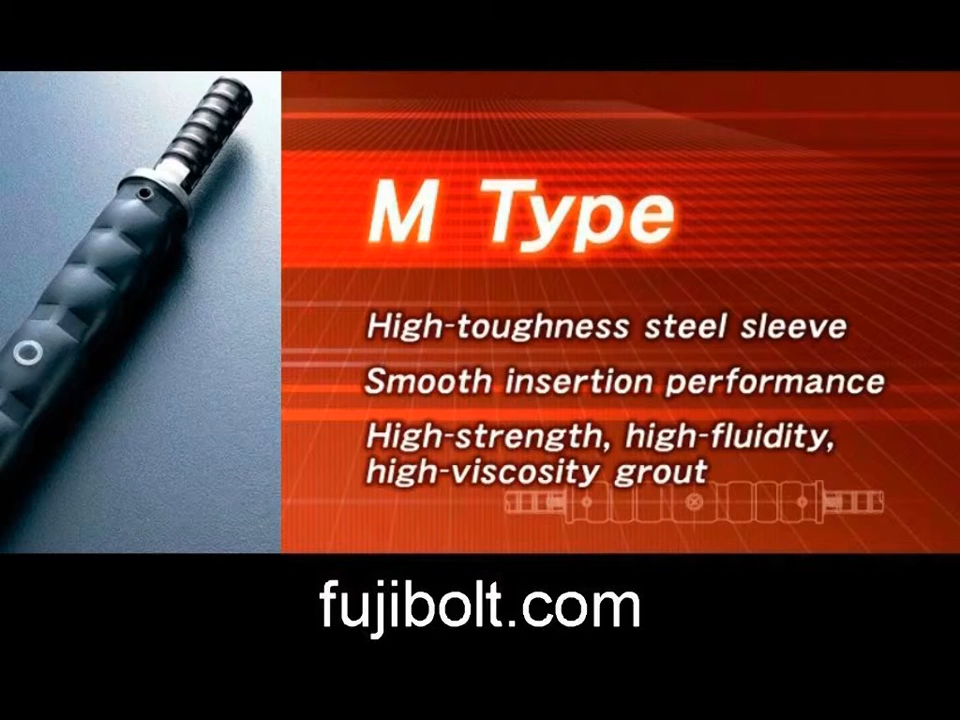 M Type
High-toughness steel sleeve
Smooth insertion performance
High-strength, high-fluidity,
high-viscosity grout
fujibolt.com